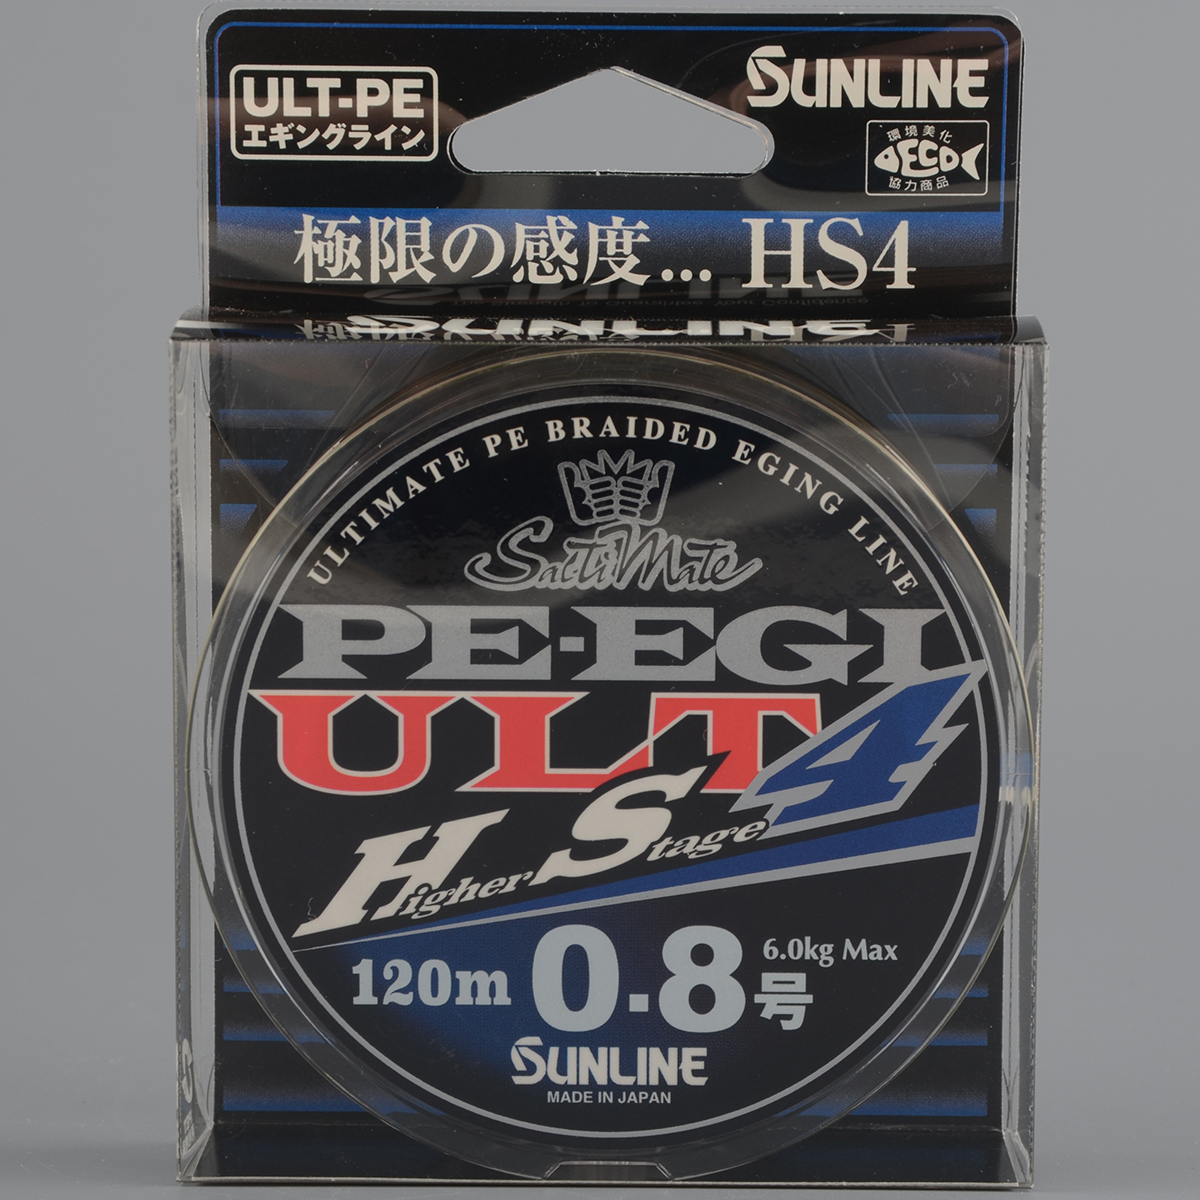 ULT-PE
エギングライン
SUNLINE
環境美化
DECO
協力商品
極限の感度... HS4
ULTIMATE PE BRAIDED EGING LINE
SaltiMate
PE-EGI
ULT
Higher Stage 4
120m 0.8号
6.0kg Max
SUNLINE
MADE IN JAPAN